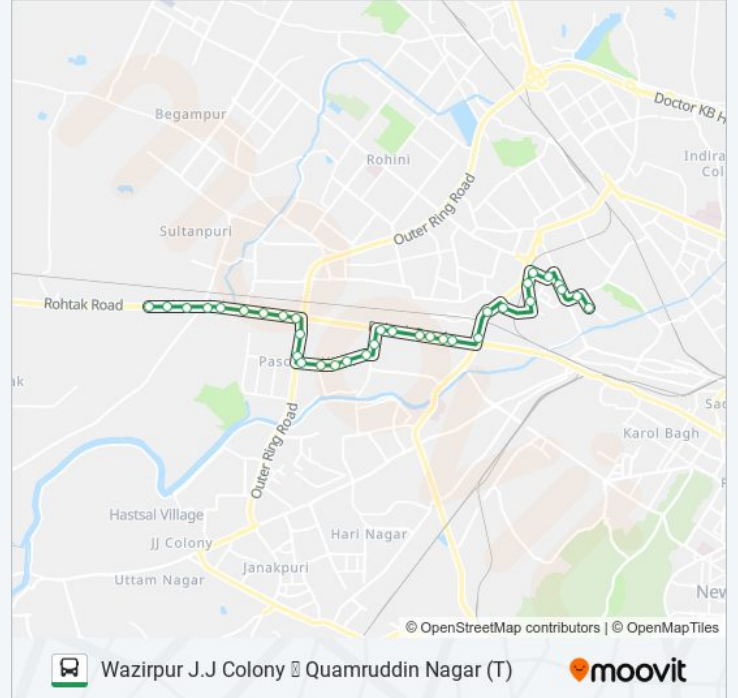 Doctor KB H
Begampur
Indira
Col
Rohini
Outer Ring Road
Sultanpuri
Rohtak Road
Pasc
ak
Sad
Karol Bagh
Outer Ring Road
Hastsal Village
JJ Colony
Hari Nagar
Uttam Nagar
Janakpuri
New
© OpenStreetMap contributors | © OpenMapTiles
Wazirpur J.J Colony Quamruddin Nagar (T)
moovit